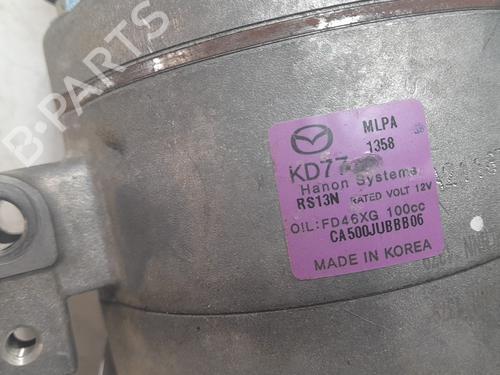 B-PARTS
MLPA
1358
KD77
Hanon Systems
RS13N RATED VOLT 12V
OIL:FD46XG 100cc
CA500JUBBB06
MADE IN KOREA